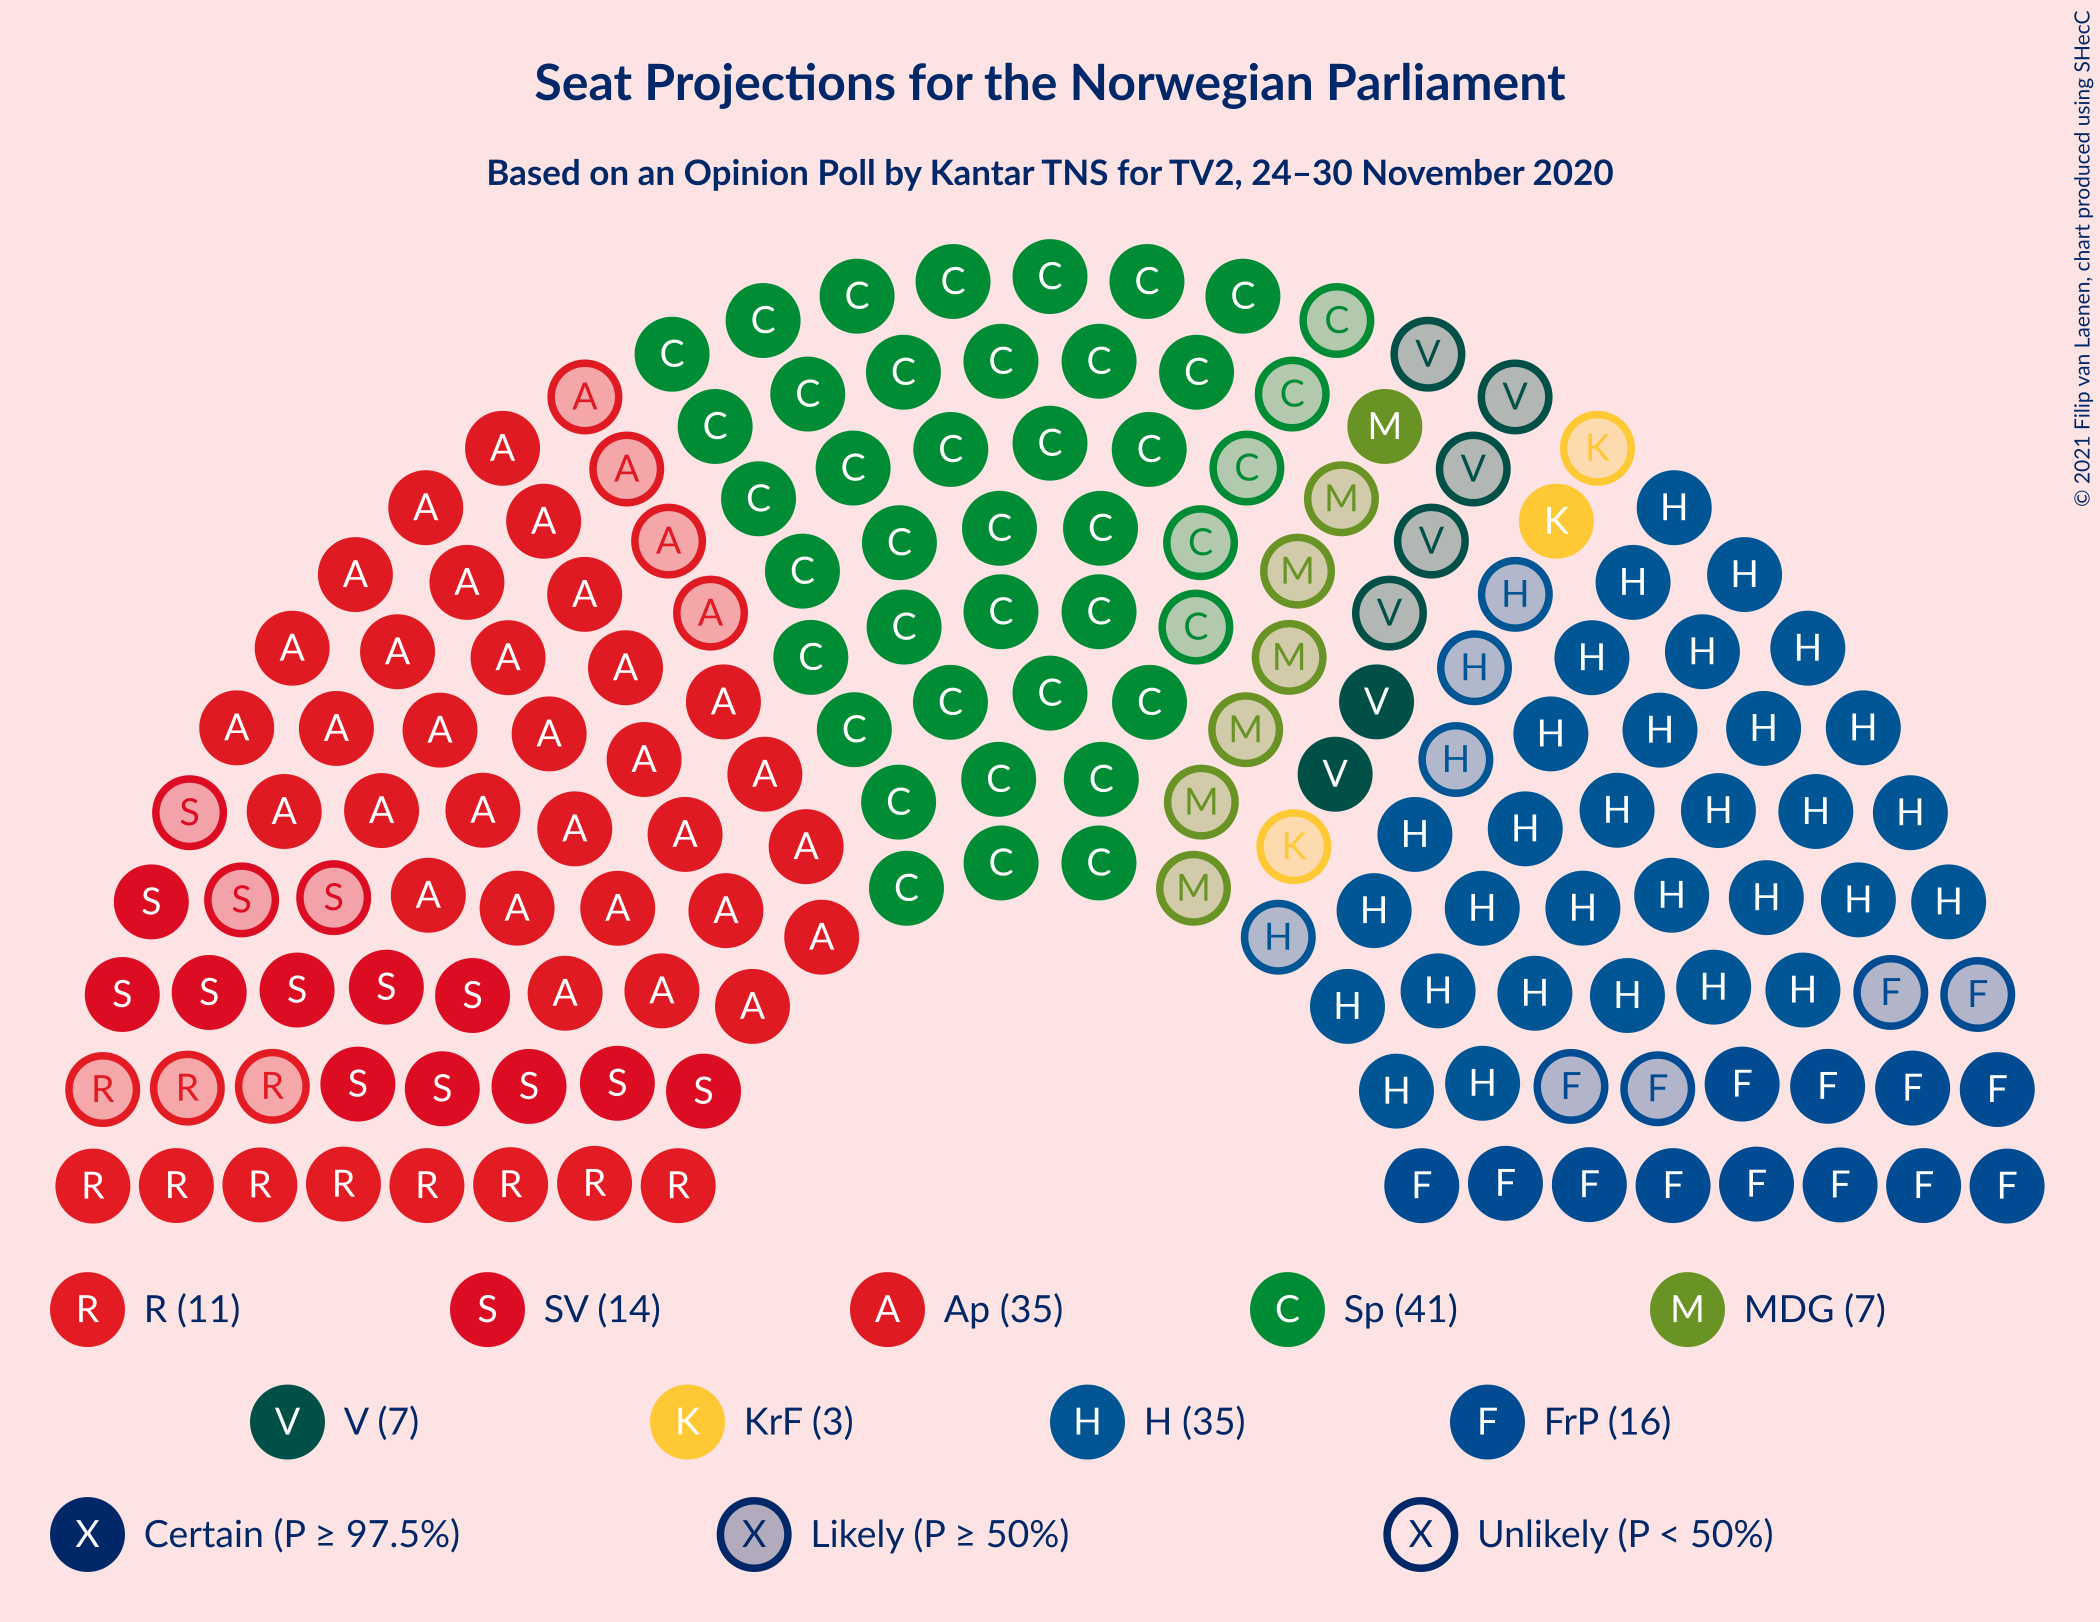 Seat Projections for the Norwegian Parliament
Based on an Opinion Poll by Kantar TNS for TV2, 24–30 November 2020
© 2021 Filip van Laenen, chart produced using SHecC
C C C C C
C C C C
A C C C C C C V V
A A C C C C C C M K
A A C C C C C V H
A A A C C C C M V K H
A A A C C C C M V H H
A A A A C C C C C M V H H H
A A A A C C C C M V H H H
A A A A A C C C C M V H H H H
S A A A A A A C C C M K H H H H H H
S S S A A A A A C C C M H H H H H H H H
S S S S S A A A H H H H H H F F
R R R S S S S S H H F F F F F F
R R R R R R R R F F F F F F F F
R R (11) S SV (14) A Ap (35) C Sp (41) M MDG (7)
V V (7) K KrF (3) H H (35) F FrP (16)
X Certain (P ≥ 97.5%) X Likely (P ≥ 50%) X Unlikely (P < 50%)